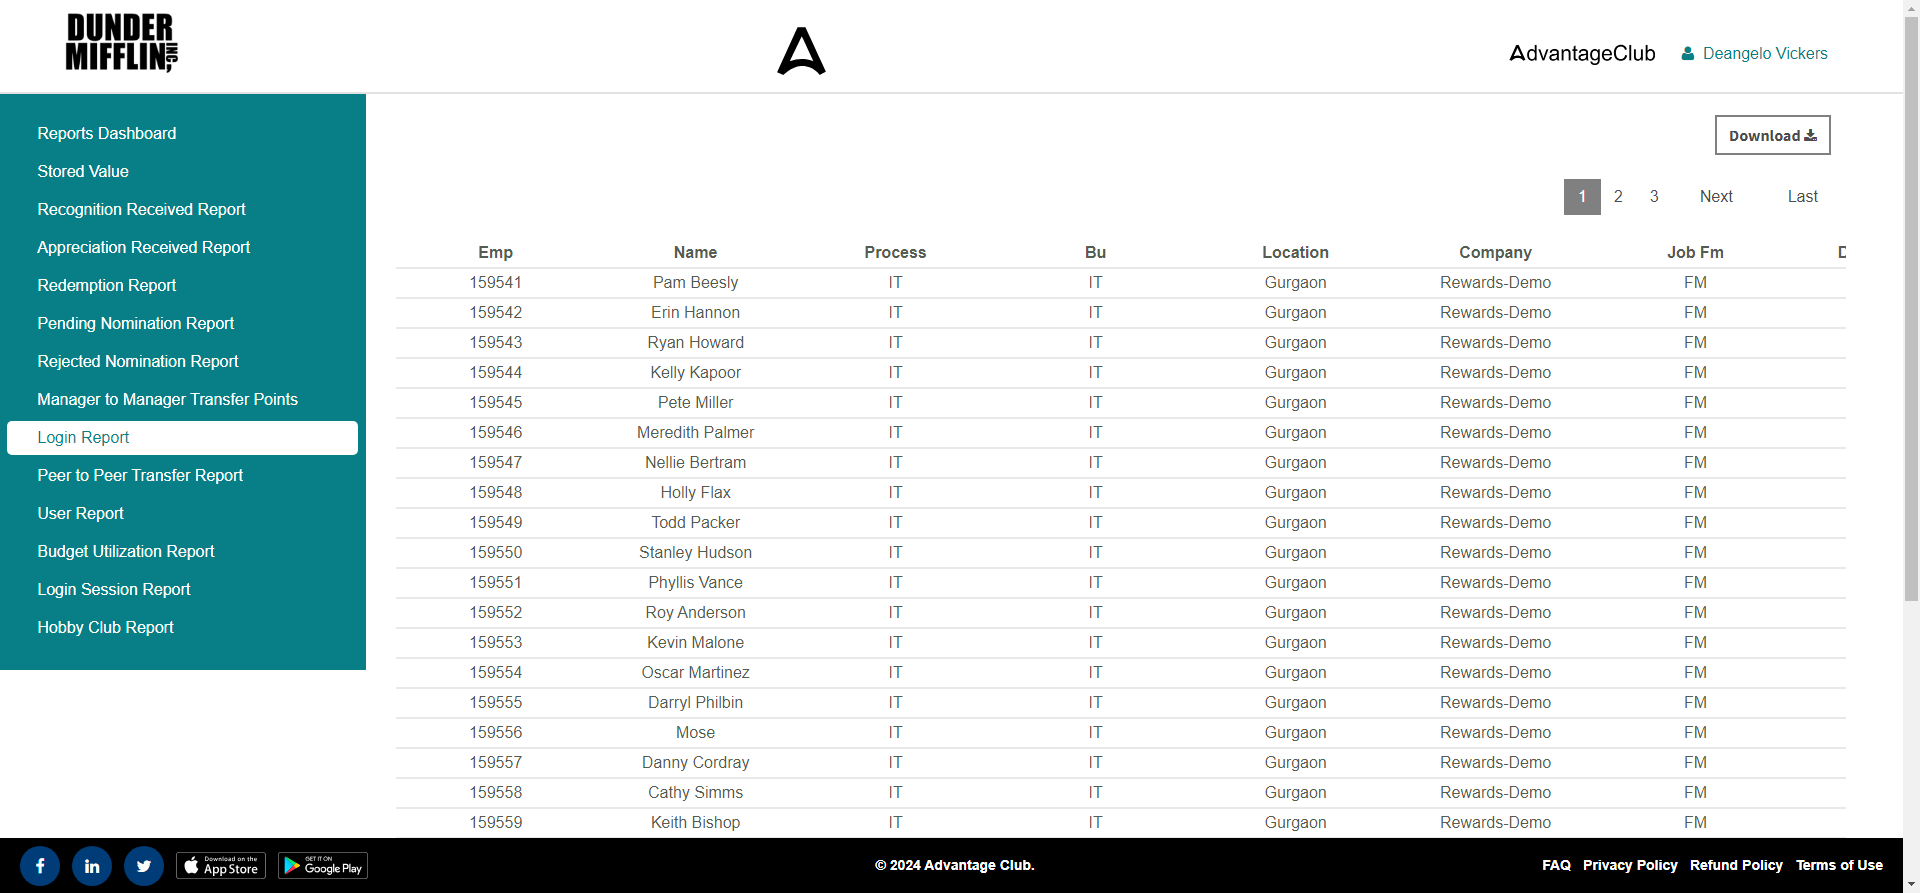 DUNDER
MIFFLIN INC,
AdvantageClub Deangelo Vickers
Reports Dashboard
Stored Value
Recognition Received Report
Appreciation Received Report
Redemption Report
Pending Nomination Report
Rejected Nomination Report
Manager to Manager Transfer Points
Login Report
Peer to Peer Transfer Report
User Report
Budget Utilization Report
Login Session Report
Hobby Club Report
Download
1 2 3 Next Last
Emp Name Process Bu Location Company Job Fm D
159541 Pam Beesly IT IT Gurgaon Rewards-Demo FM
159542 Erin Hannon IT IT Gurgaon Rewards-Demo FM
159543 Ryan Howard IT IT Gurgaon Rewards-Demo FM
159544 Kelly Kapoor IT IT Gurgaon Rewards-Demo FM
159545 Pete Miller IT IT Gurgaon Rewards-Demo FM
159546 Meredith Palmer IT IT Gurgaon Rewards-Demo FM
159547 Nellie Bertram IT IT Gurgaon Rewards-Demo FM
159548 Holly Flax IT IT Gurgaon Rewards-Demo FM
159549 Todd Packer IT IT Gurgaon Rewards-Demo FM
159550 Stanley Hudson IT IT Gurgaon Rewards-Demo FM
159551 Phyllis Vance IT IT Gurgaon Rewards-Demo FM
159552 Roy Anderson IT IT Gurgaon Rewards-Demo FM
159553 Kevin Malone IT IT Gurgaon Rewards-Demo FM
159554 Oscar Martinez IT IT Gurgaon Rewards-Demo FM
159555 Darryl Philbin IT IT Gurgaon Rewards-Demo FM
159556 Mose IT IT Gurgaon Rewards-Demo FM
159557 Danny Cordray IT IT Gurgaon Rewards-Demo FM
159558 Cathy Simms IT IT Gurgaon Rewards-Demo FM
159559 Keith Bishop IT IT Gurgaon Rewards-Demo FM
Download on the
App Store
GET IT ON
Google Play
© 2024 Advantage Club.
FAQ Privacy Policy Refund Policy Terms of Use